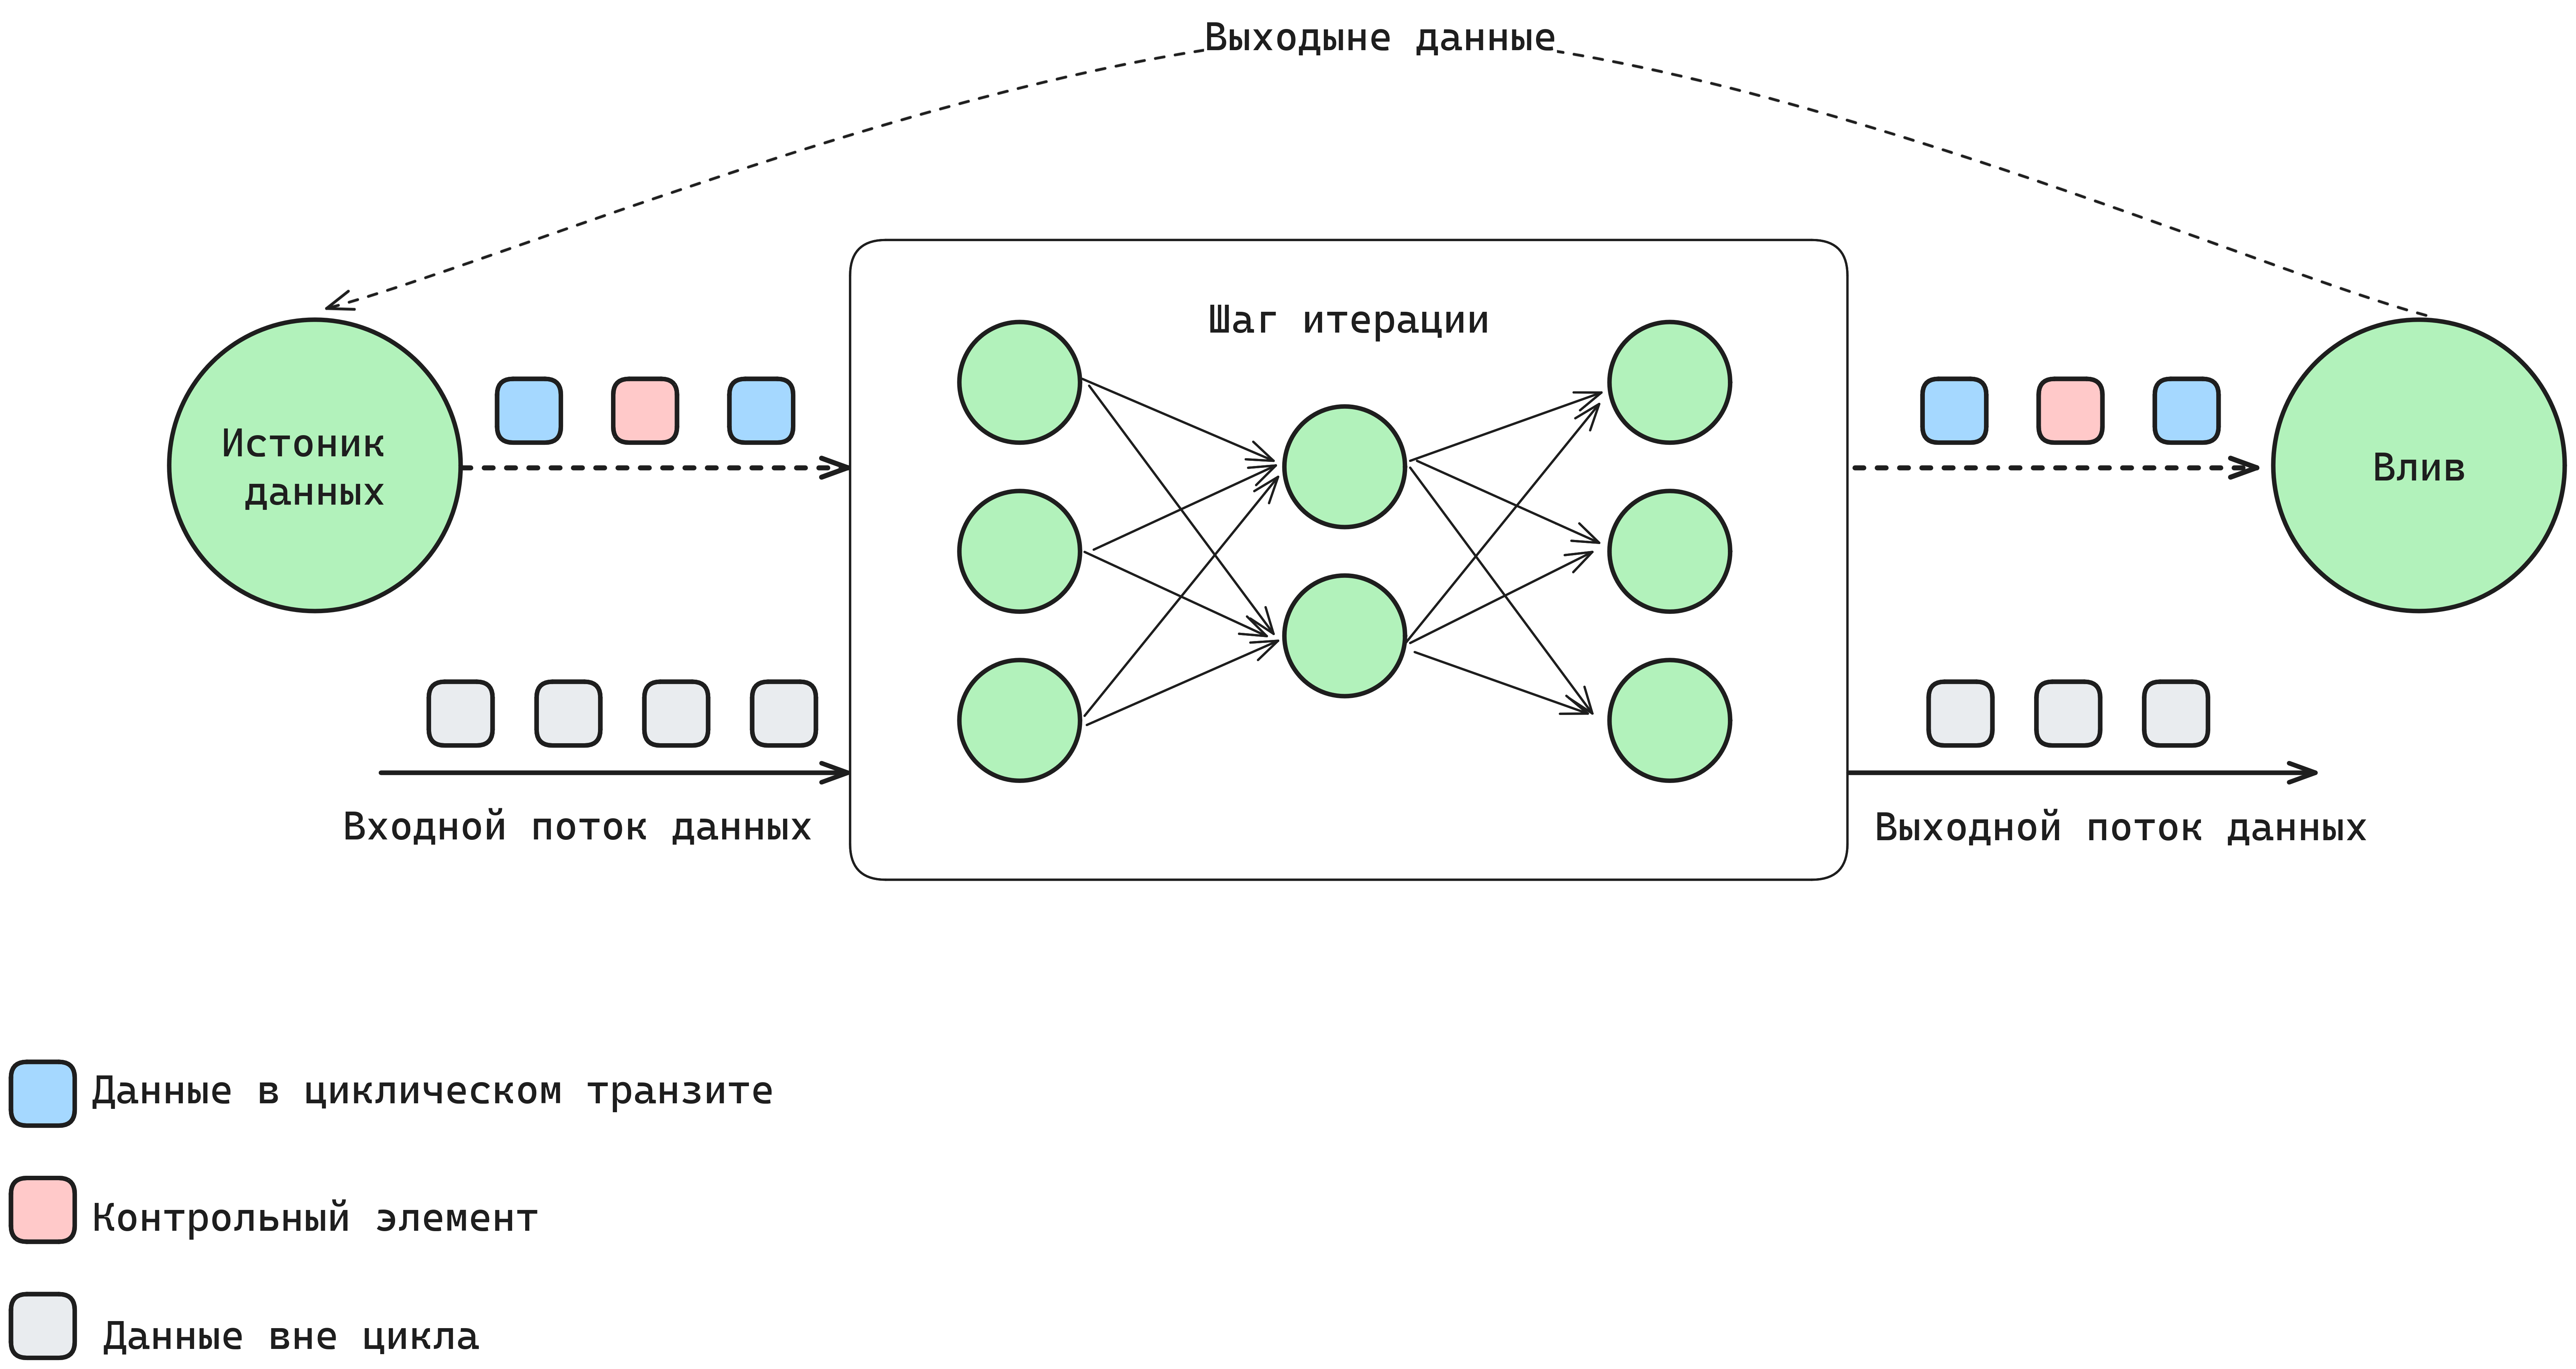 Выходыне данные
Шаг итерации
Истоник
данных
Влив
Входной поток данных
Выходной поток данных
Данные в циклическом транзите
Контрольный элемент
Данные вне цикла